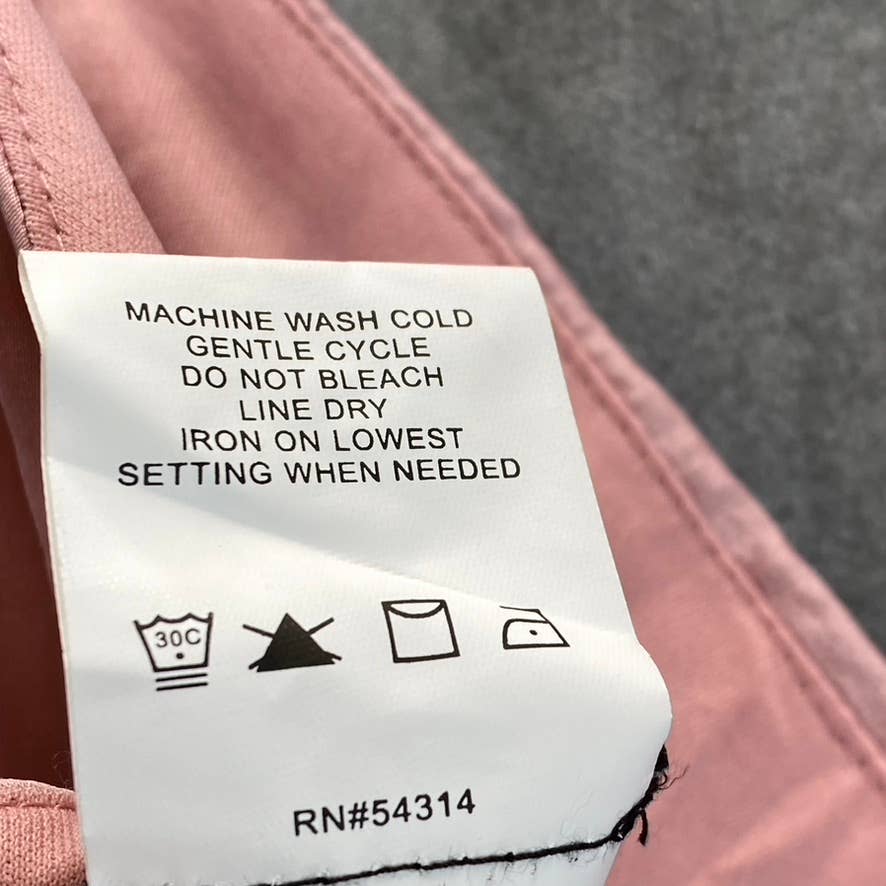 MACHINE WASH COLD
GENTLE CYCLE
DO NOT BLEACH
LINE DRY
IRON ON LOWEST
SETTING WHEN NEEDED
30C
RN#54314